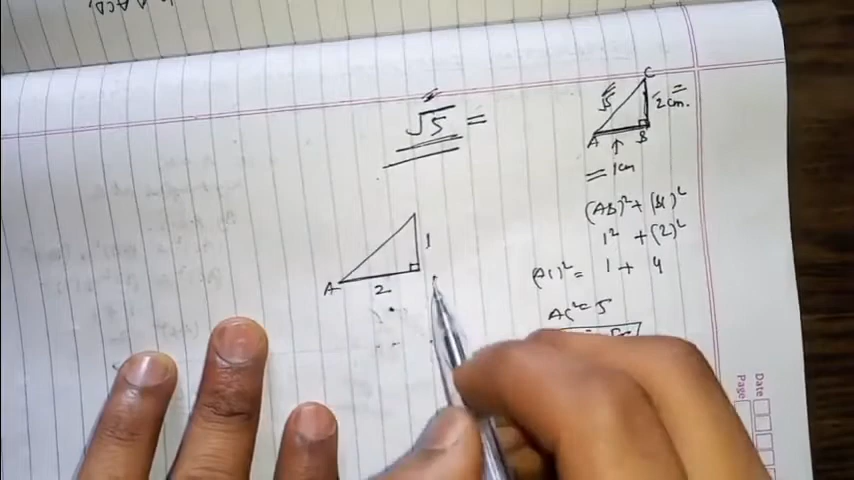 √5 =
C
√5
2cm.
A
B
1cm
(AB)² + (BC)²
1² + (2)²
(AC)² = 1 + 4
AC² = 5
1
A
2
Page
Date